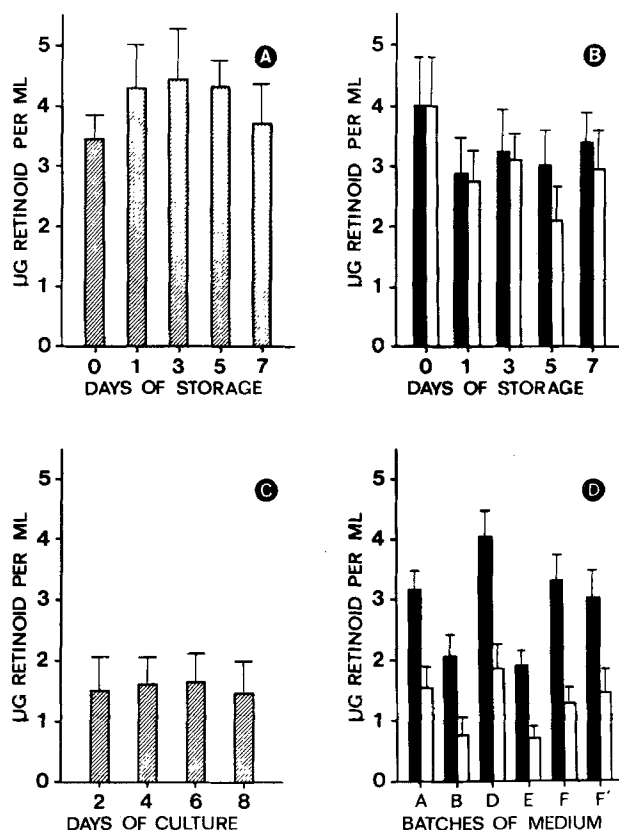 A
µG RETINOID PER ML
5
4
3
2
1
0
0 1 3 5 7
DAYS OF STORAGE
B
µG RETINOID PER ML
5
4
3
2
1
0
0 1 3 5 7
DAYS OF STORAGE
C
µG RETINOID PER ML
5
4
3
2
1
0
2 4 6 8
DAYS OF CULTURE
D
µG RETINOID PER ML
5
4
3
2
1
0
A B D E F F'
BATCHES OF MEDIUM